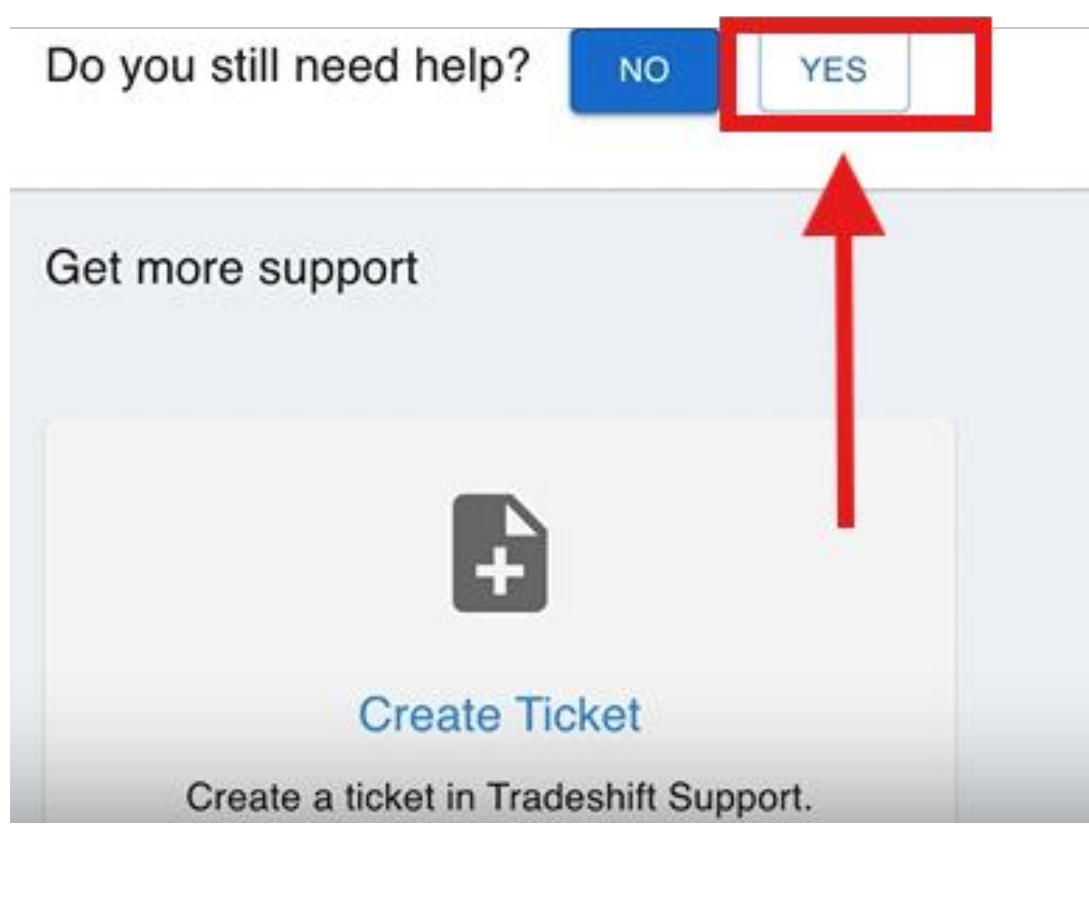 Do you still need help? NO YES
Get more support
Create Ticket
Create a ticket in Tradeshift Support.